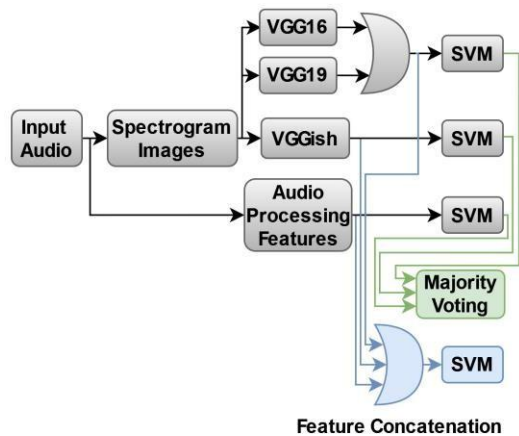 VGG16
SVM
VGG19
Input
Audio
Spectrogram
Images
VGGish
SVM
Audio
Processing
Features
SVM
Majority
Voting
SVM
Feature Concatenation